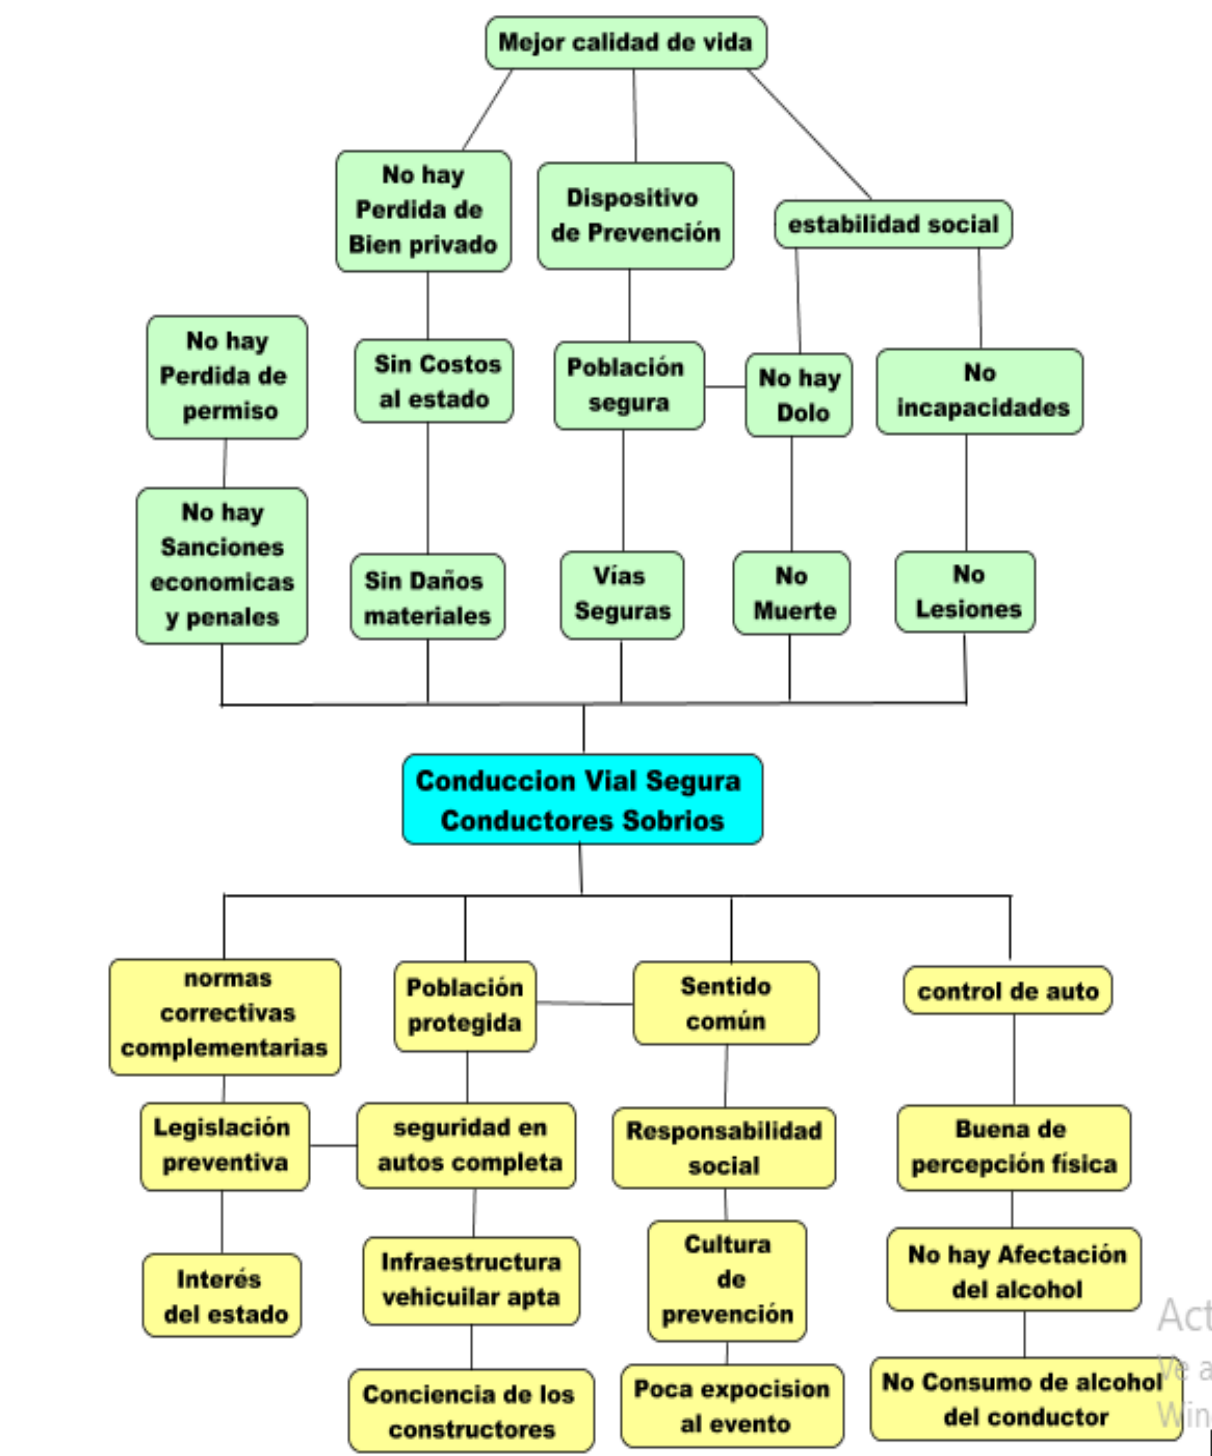 Mejor calidad de vida
No hay
Perdida de
Bien privado
Dispositivo
de Prevención
estabilidad social
No hay
Perdida de
permiso
Sin Costos
al estado
Población
segura
No hay
Dolo
No
incapacidades
No hay
Sanciones
economicas
y penales
Sin Daños
materiales
Vías
Seguras
No
Muerte
No
Lesiones
Conduccion Vial Segura
Conductores Sobrios
normas
correctivas
complementarias
Población
protegida
Sentido
común
control de auto
Legislación
preventiva
seguridad en
autos completa
Responsabilidad
social
Buena de
percepción física
Interés
del estado
Infraestructura
vehicuilar apta
Cultura
de
prevención
No hay Afectación
del alcohol
Conciencia de los
constructores
Poca expocision
al evento
No Consumo de alcohol
del conductor
Act
Ve a
Win